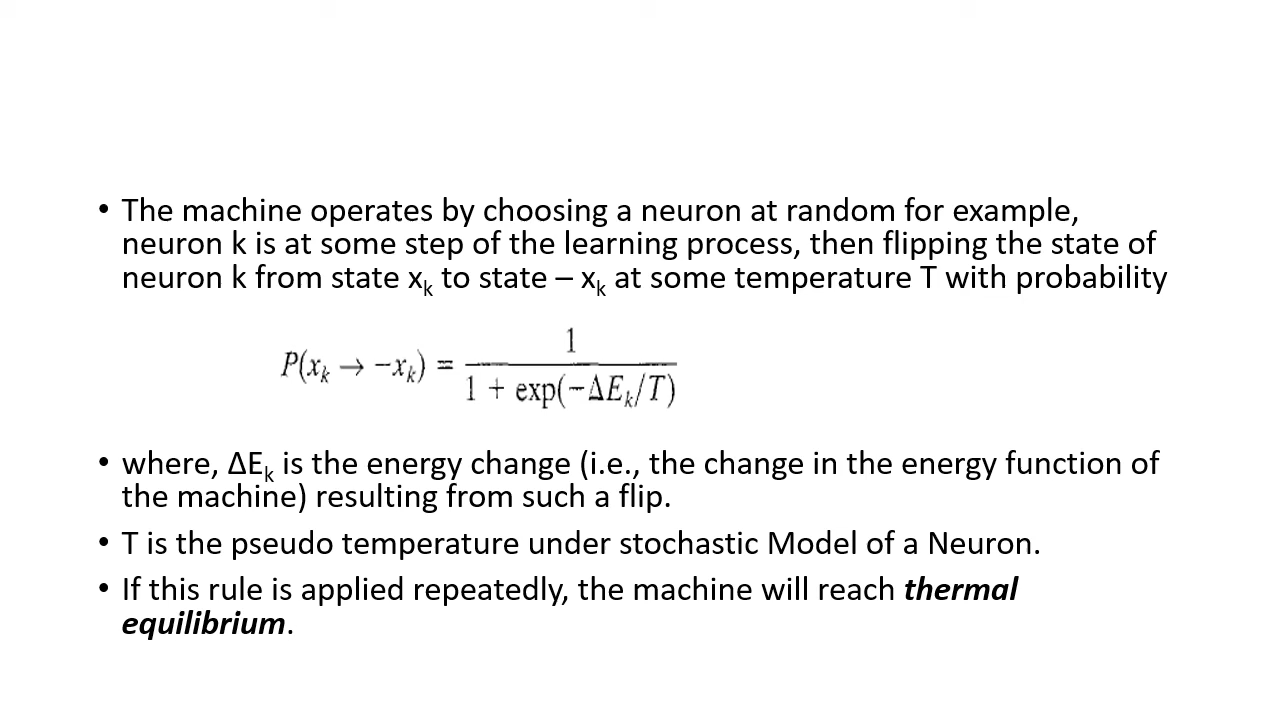 • The machine operates by choosing a neuron at random for example,
neuron k is at some step of the learning process, then flipping the state of
neuron k from state xₖ to state – xₖ at some temperature T with probability
P(xₖ → −xₖ) = 1 / (1 + exp(−ΔEₖ/T))
• where, ΔEₖ is the energy change (i.e., the change in the energy function of
the machine) resulting from such a flip.
• T is the pseudo temperature under stochastic Model of a Neuron.
• If this rule is applied repeatedly, the machine will reach thermal
equilibrium.